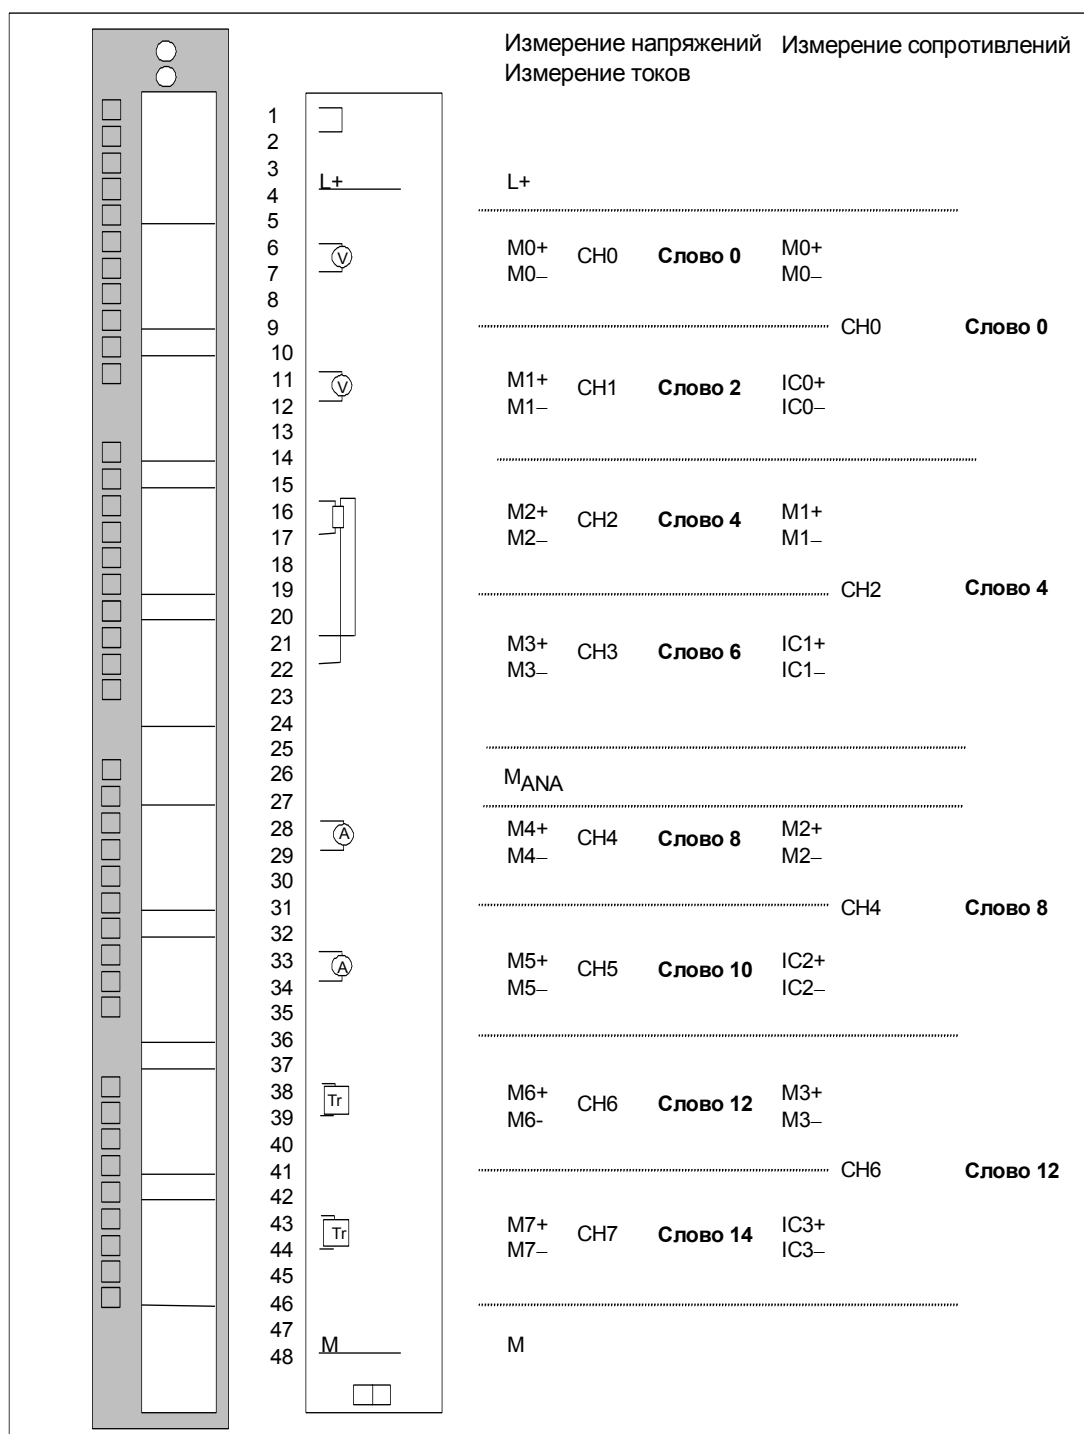 Измерение напряжений Измерение сопротивлений
Измерение токов
1
2
3
L+ L+
4
5
6 M0+ CH0 Слово 0 M0+
V
7 M0– M0–
8
9 CH0 Слово 0
10
11 M1+ CH1 Слово 2 IC0+
V
12 M1– IC0–
13
14
15
16 M2+ CH2 Слово 4 M1+
17 M2– M1–
18
19 CH2 Слово 4
20
21 M3+ CH3 Слово 6 IC1+
22 M3– IC1–
23
24
25
26 MANA
27
28 A M4+ CH4 Слово 8 M2+
29 M4– M2–
30
31 CH4 Слово 8
32
33 A M5+ CH5 Слово 10 IC2+
34 M5– IC2–
35
36
37
38 Tr M6+ CH6 Слово 12 M3+
39 M6- M3–
40
41 CH6 Слово 12
42
43 Tr M7+ CH7 Слово 14 IC3+
44 M7– IC3–
45
46
47
M M
48